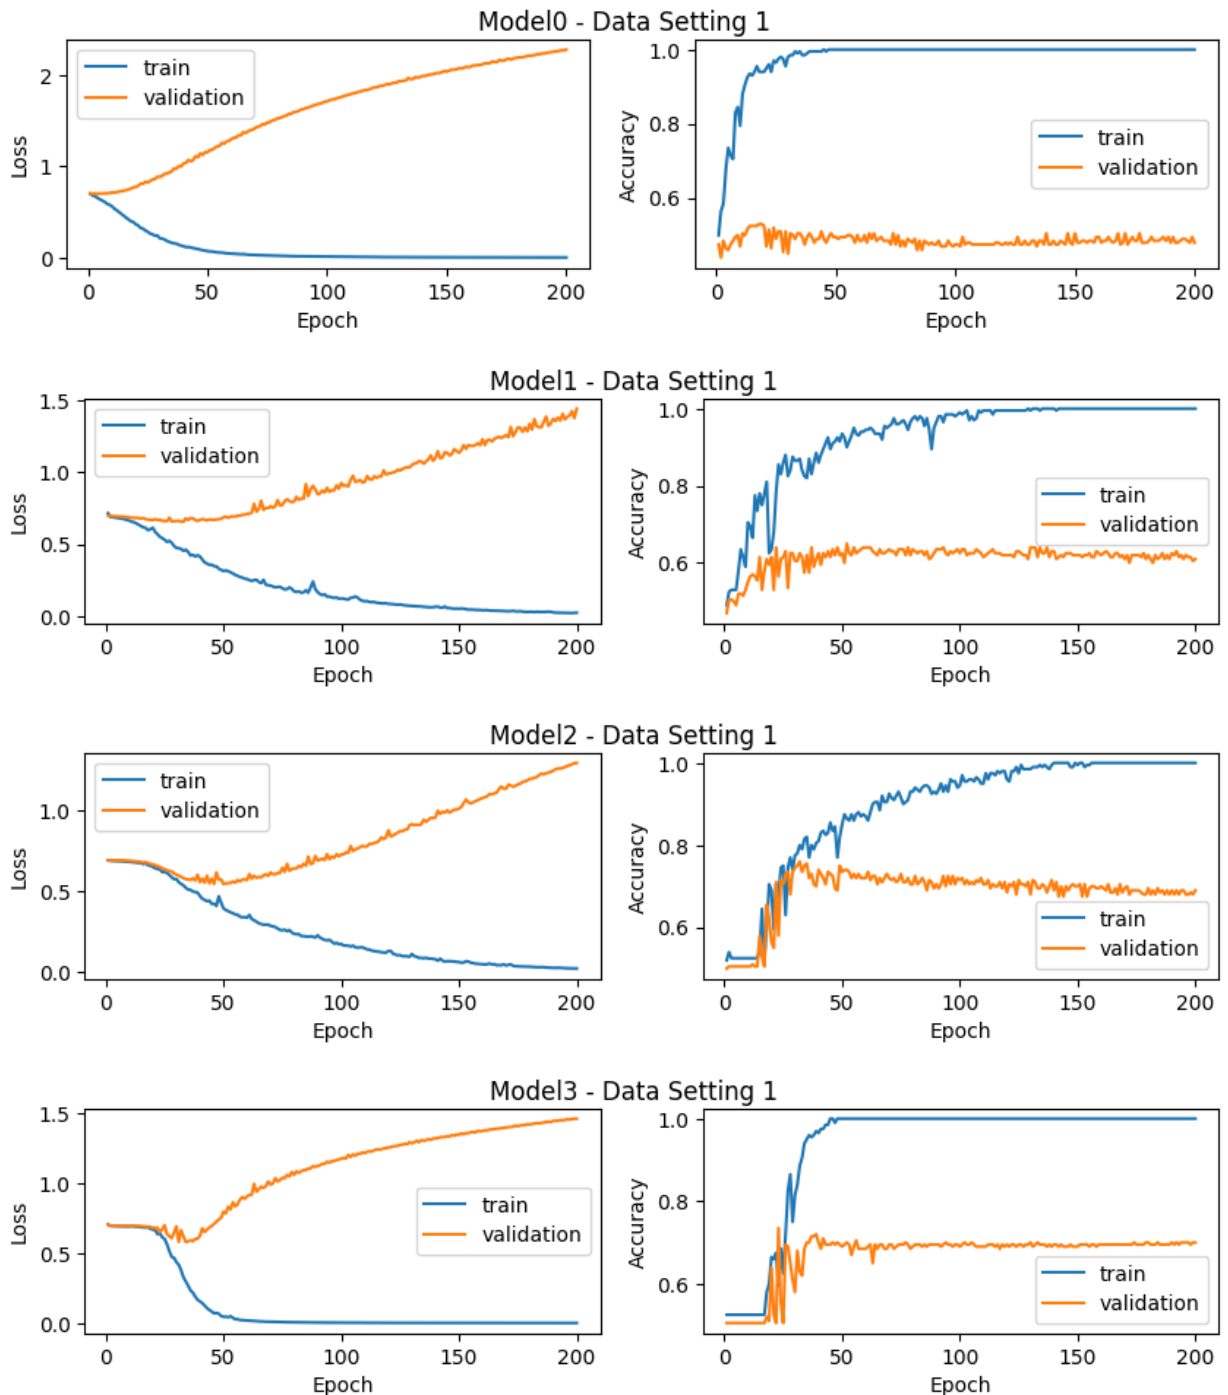 Model0 - Data Setting 1
Loss
2
1
0
train
validation
0 50 100 150 200
Epoch
Accuracy
1.0
0.8
0.6
train
validation
0 50 100 150 200
Epoch
Model1 - Data Setting 1
Loss
1.5
1.0
0.5
0.0
train
validation
0 50 100 150 200
Epoch
Accuracy
1.0
0.8
0.6
train
validation
0 50 100 150 200
Epoch
Model2 - Data Setting 1
Loss
1.0
0.5
0.0
train
validation
0 50 100 150 200
Epoch
Accuracy
1.0
0.8
0.6
train
validation
0 50 100 150 200
Epoch
Model3 - Data Setting 1
Loss
1.5
1.0
0.5
0.0
train
validation
0 50 100 150 200
Epoch
Accuracy
1.0
0.8
0.6
train
validation
0 50 100 150 200
Epoch